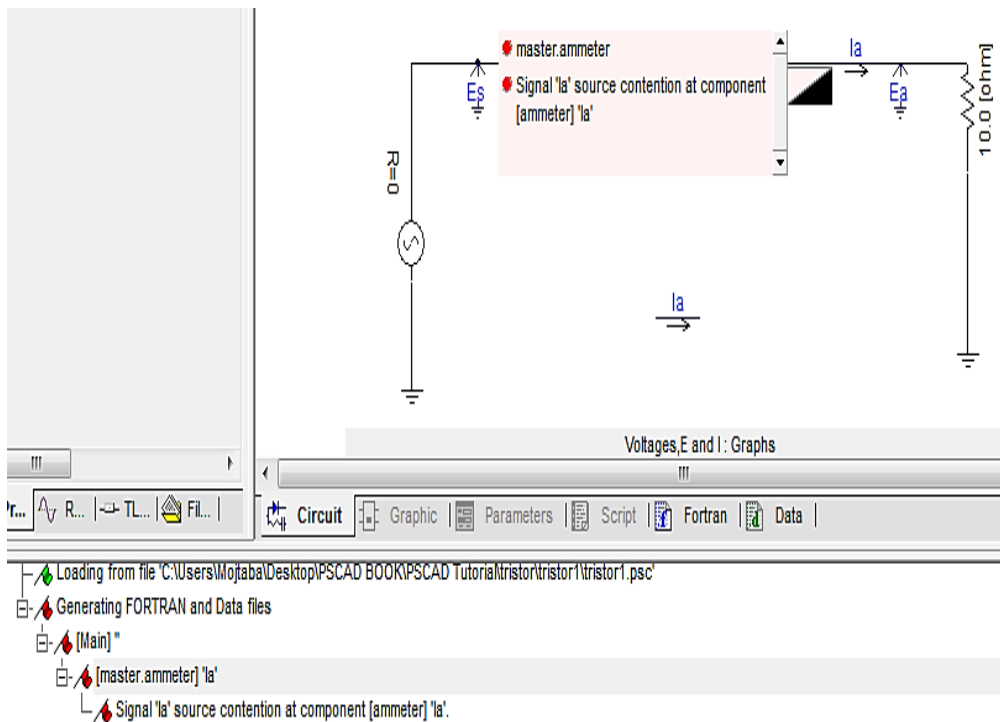 master.ammeter
Signal 'Ia' source contention at component
[ammeter] 'Ia'
Ia
Es
Ea
10.0 [ohm]
R=0
Ia
Voltages,E and I : Graphs
r... R... TL... Fil...
Circuit Graphic Parameters Script Fortran Data
Loading from file 'C:\Users\Mojtaba\Desktop\PSCAD BOOK\PSCAD Tutorial\tristor\tristor1\tristor1.psc'
Generating FORTRAN and Data files
[Main] ''
[master.ammeter] 'Ia'
Signal 'Ia' source contention at component [ammeter] 'Ia'.